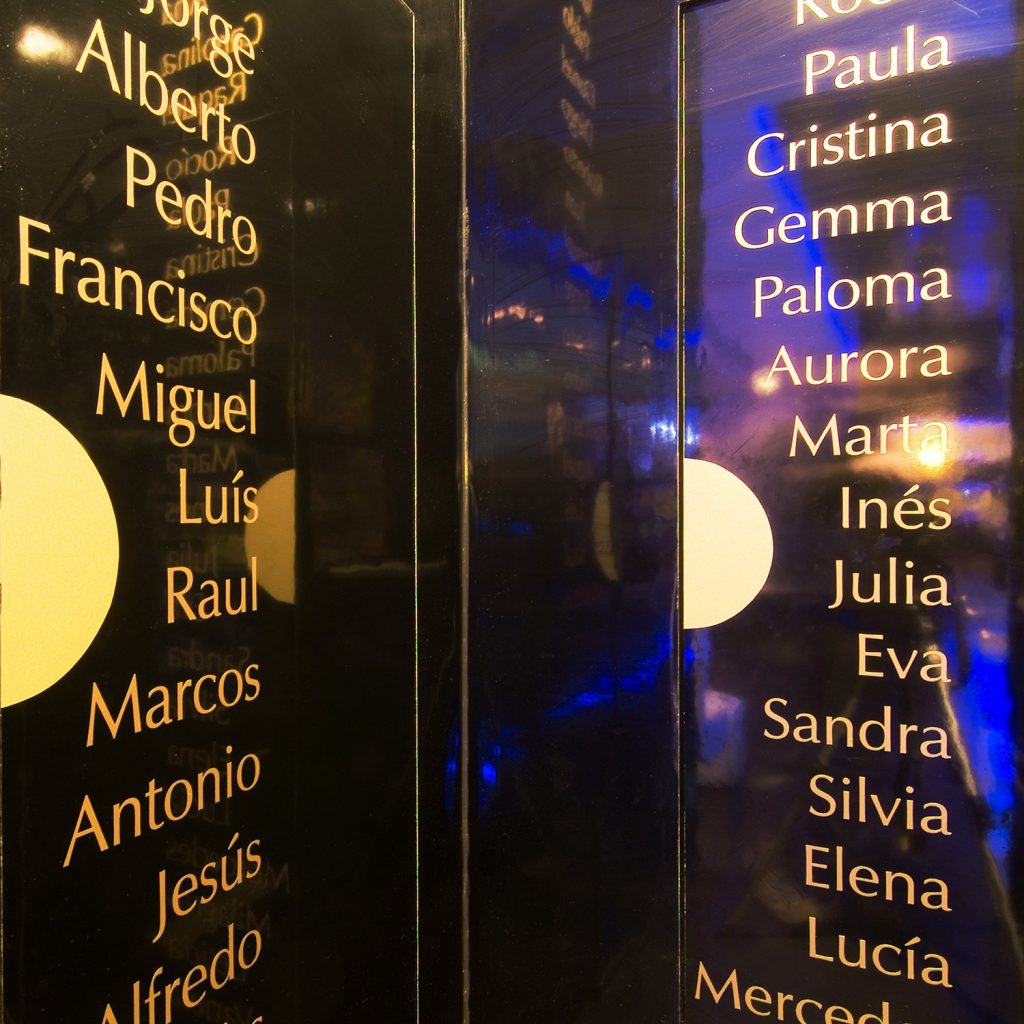 Jorge
Alberto
Pedro
Francisco
Miguel
Luís
Raul
Marcos
Antonio
Jesús
Alfredo
Paula
Cristina
Gemma
Paloma
Aurora
Marta
Inés
Julia
Eva
Sandra
Silvia
Elena
Lucía